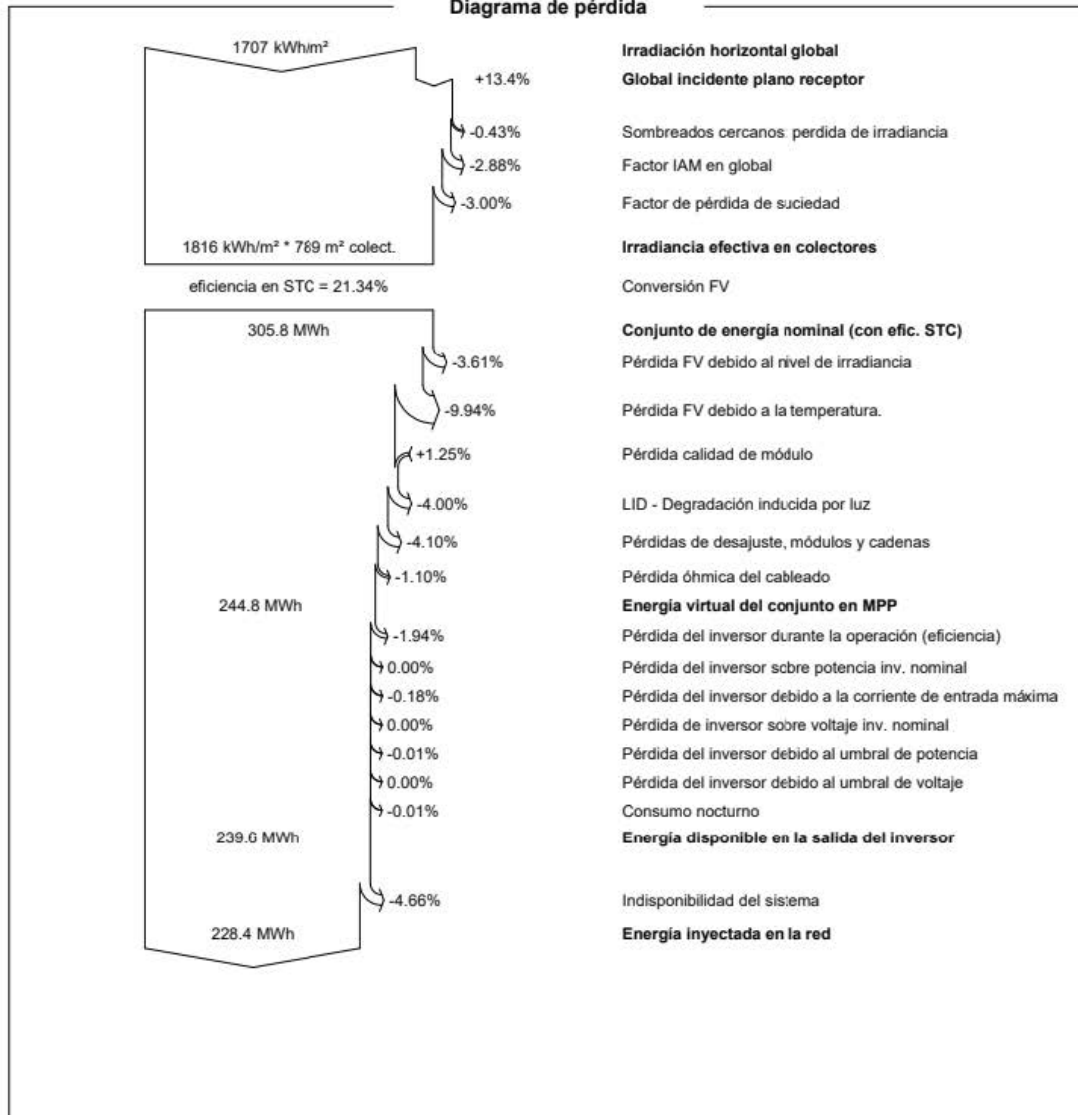 Diagrama de pérdida
1707 kWh/m² Irradiación horizontal global
+13.4% Global incidente plano receptor
-0.43% Sombreados cercanos: perdida de irradiancia
-2.88% Factor IAM en global
-3.00% Factor de pérdida de suciedad
1816 kWh/m² * 789 m² colect. Irradiancia efectiva en colectores
eficiencia en STC = 21.34% Conversión FV
305.8 MWh Conjunto de energía nominal (con efic. STC)
-3.61% Pérdida FV debido al nivel de irradiancia
-9.94% Pérdida FV debido a la temperatura.
+1.25% Pérdida calidad de módulo
-4.00% LID - Degradación inducida por luz
-4.10% Pérdidas de desajuste, módulos y cadenas
-1.10% Pérdida óhmica del cableado
244.8 MWh Energía virtual del conjunto en MPP
-1.94% Pérdida del inversor durante la operación (eficiencia)
0.00% Pérdida del inversor sobre potencia inv. nominal
-0.18% Pérdida del inversor debido a la corriente de entrada máxima
0.00% Pérdida de inversor sobre voltaje inv. nominal
-0.01% Pérdida del inversor debido al umbral de potencia
0.00% Pérdida del inversor debido al umbral de voltaje
-0.01% Consumo nocturno
239.6 MWh Energía disponible en la salida del inversor
-4.66% Indisponibilidad del sistema
228.4 MWh Energía inyectada en la red